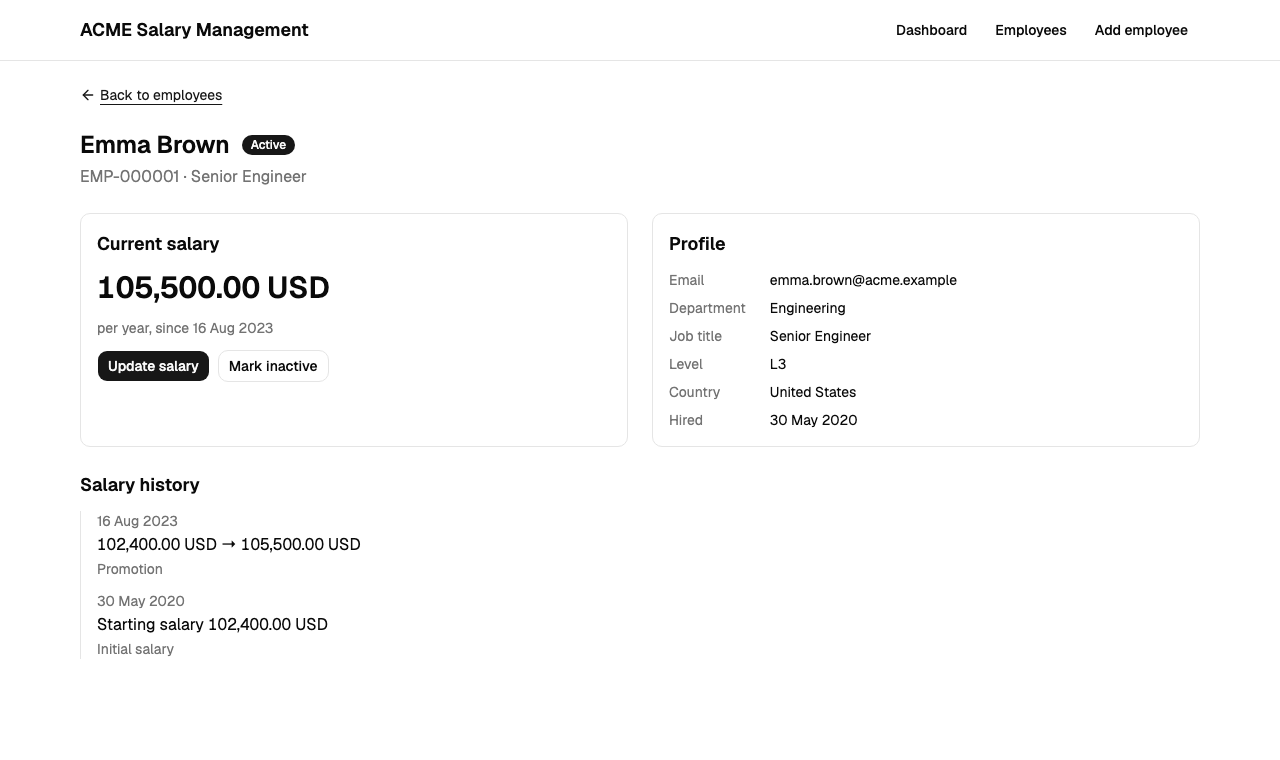 ACME Salary Management
Dashboard
Employees
Add employee
← Back to employees
Emma Brown
Active
EMP-000001 · Senior Engineer
Current salary
105,500.00 USD
per year, since 16 Aug 2023
Update salary
Mark inactive
Profile
Email emma.brown@acme.example
Department Engineering
Job title Senior Engineer
Level L3
Country United States
Hired 30 May 2020
Salary history
16 Aug 2023
102,400.00 USD → 105,500.00 USD
Promotion
30 May 2020
Starting salary 102,400.00 USD
Initial salary